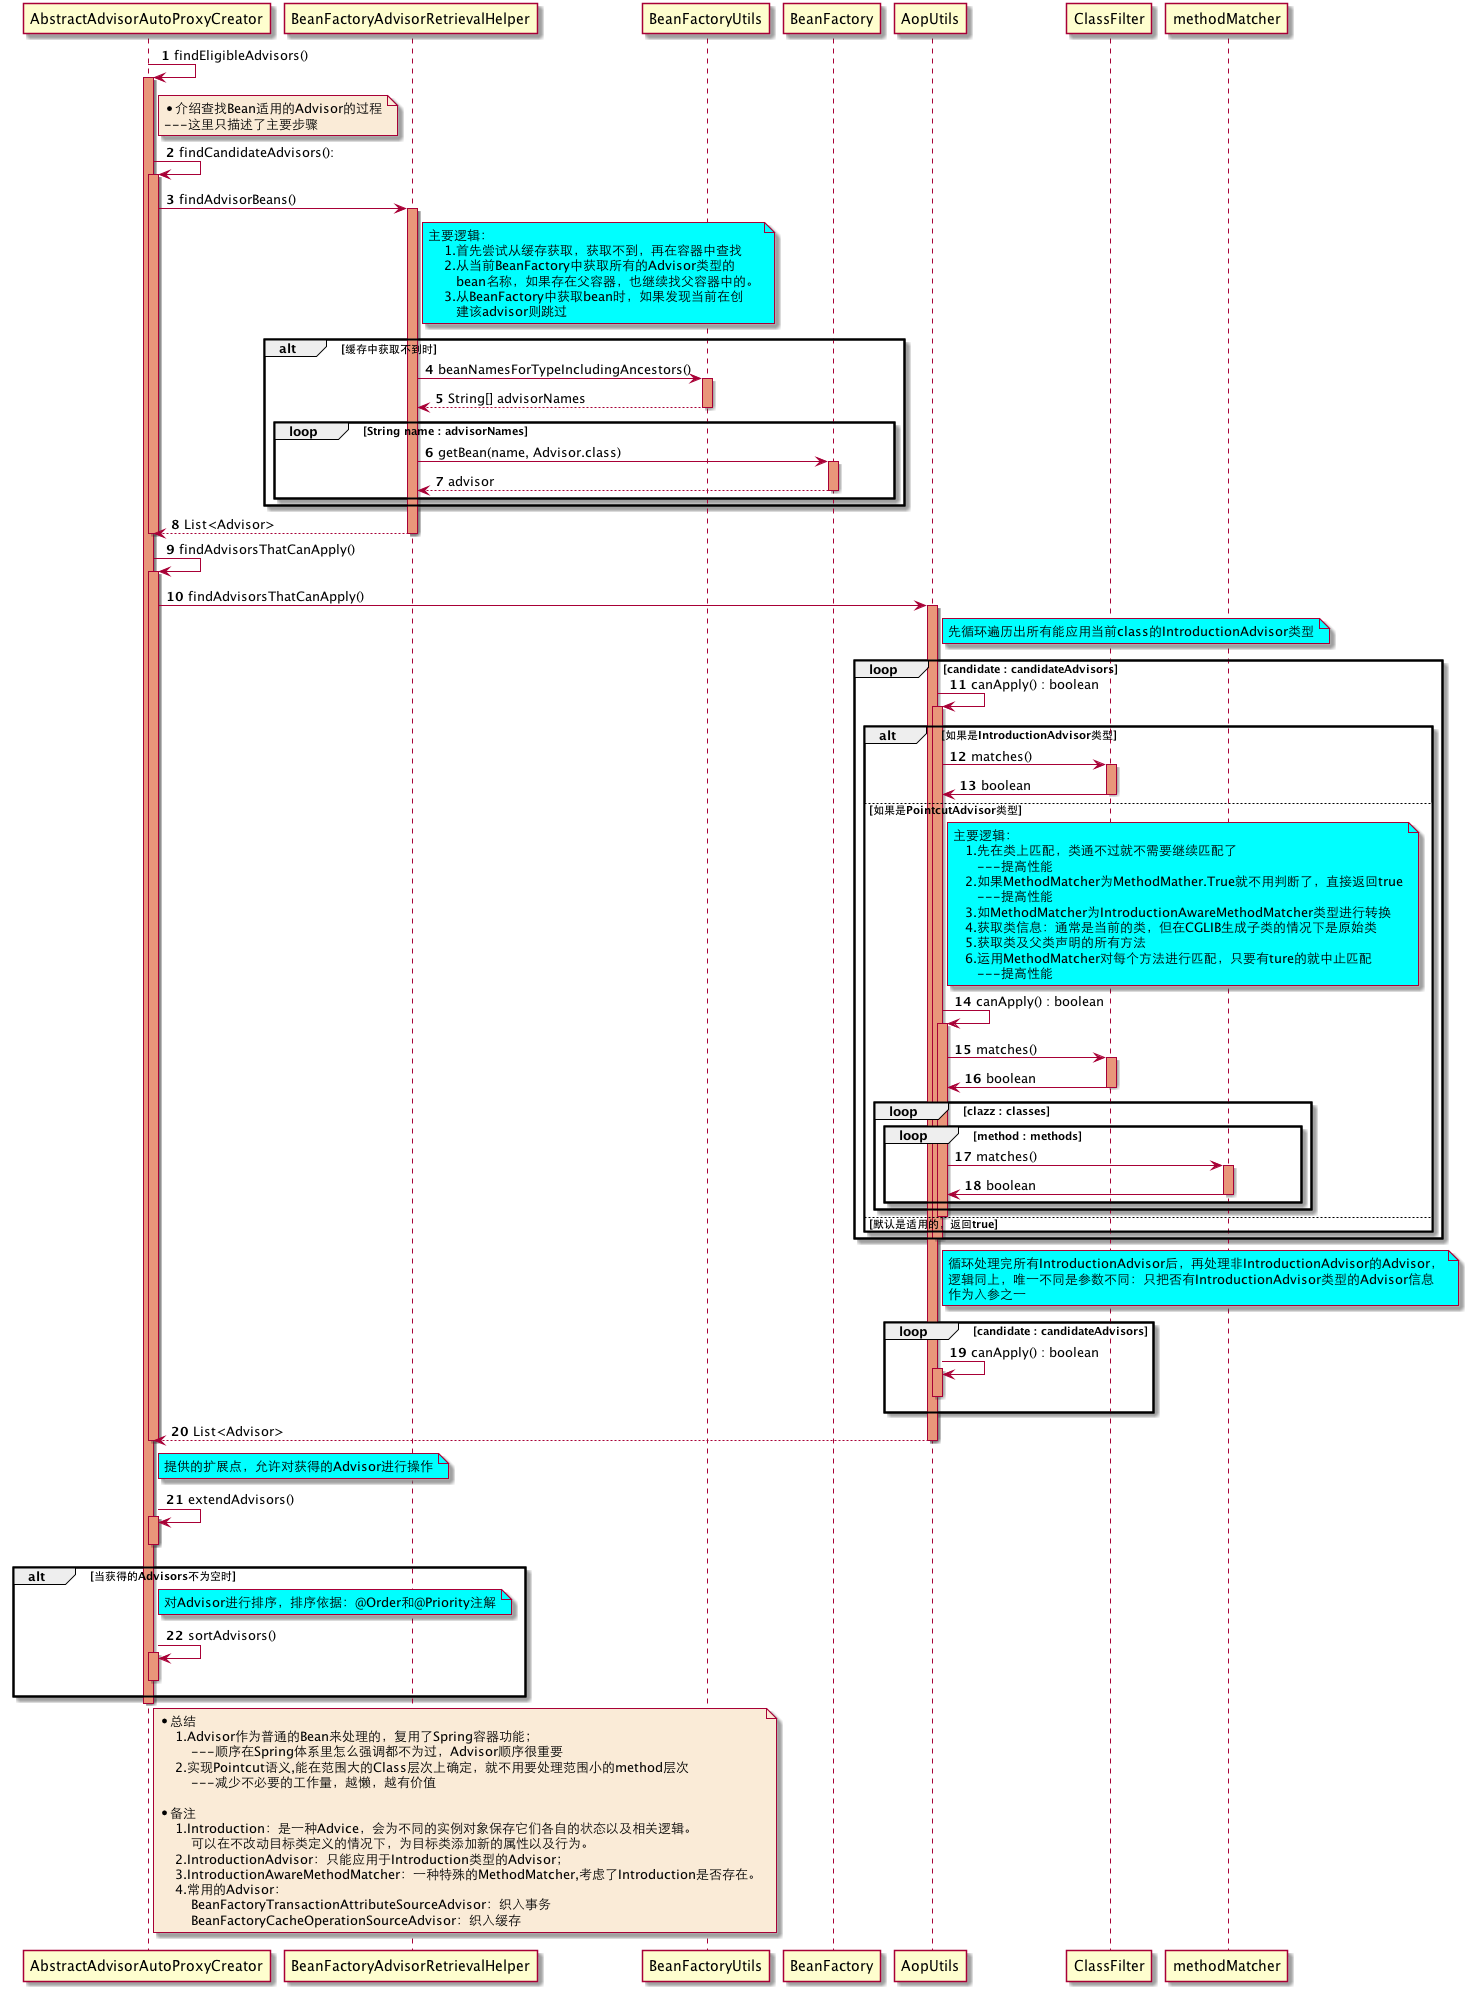 AbstractAdvisorAutoProxyCreator
BeanFactoryAdvisorRetrievalHelper
BeanFactoryUtils
BeanFactory
AopUtils
ClassFilter
methodMatcher
1 findEligibleAdvisors()
•介绍查找Bean适用的Advisor的过程
---这里只描述了主要步骤
2 findCandidateAdvisors():
3 findAdvisorBeans()
主要逻辑：
1.首先尝试从缓存获取，获取不到，再在容器中查找
2.从当前BeanFactory中获取所有的Advisor类型的
bean名称，如果存在父容器，也继续找父容器中的。
3.从BeanFactory中获取bean时，如果发现当前在创
建该advisor则跳过
alt
[缓存中获取不到时]
4 beanNamesForTypeIncludingAncestors()
5 String[] advisorNames
loop
[String name : advisorNames]
6 getBean(name, Advisor.class)
7 advisor
8 List<Advisor>
9 findAdvisorsThatCanApply()
10 findAdvisorsThatCanApply()
先循环遍历出所有能应用当前class的IntroductionAdvisor类型
loop
[candidate : candidateAdvisors]
11 canApply() : boolean
alt
[如果是IntroductionAdvisor类型]
12 matches()
13 boolean
[如果是PointcutAdvisor类型]
主要逻辑：
1.先在类上匹配，类通不过就不需要继续匹配了
---提高性能
2.如果MethodMatcher为MethodMather.True就不用判断了，直接返回true
---提高性能
3.如MethodMatcher为IntroductionAwareMethodMatcher类型进行转换
4.获取类信息：通常是当前的类，但在CGLIB生成子类的情况下是原始类
5.获取类及父类声明的所有方法
6.运用MethodMatcher对每个方法进行匹配，只要有ture的就中止匹配
---提高性能
14 canApply() : boolean
15 matches()
16 boolean
loop
[clazz : classes]
loop
[method : methods]
17 matches()
18 boolean
[默认是适用的，返回true]
循环处理完所有IntroductionAdvisor后，再处理非IntroductionAdvisor的Advisor，
逻辑同上，唯一不同是参数不同：只把否有IntroductionAdvisor类型的Advisor信息
作为入参之一
loop
[candidate : candidateAdvisors]
19 canApply() : boolean
20 List<Advisor>
提供的扩展点，允许对获得的Advisor进行操作
21 extendAdvisors()
alt
[当获得的Advisors不为空时]
对Advisor进行排序，排序依据：@Order和@Priority注解
22 sortAdvisors()
•总结
1.Advisor作为普通的Bean来处理的，复用了Spring容器功能；
---顺序在Spring体系里怎么强调都不为过，Advisor顺序很重要
2.实现Pointcut语义,能在范围大的Class层次上确定，就不用要处理范围小的method层次
---减少不必要的工作量，越懒，越有价值
•备注
1.Introduction：是一种Advice，会为不同的实例对象保存它们各自的状态以及相关逻辑。
可以在不改动目标类定义的情况下，为目标类添加新的属性以及行为。
2.IntroductionAdvisor：只能应用于Introduction类型的Advisor；
3.IntroductionAwareMethodMatcher：一种特殊的MethodMatcher,考虑了Introduction是否存在。
4.常用的Advisor：
BeanFactoryTransactionAttributeSourceAdvisor：织入事务
BeanFactoryCacheOperationSourceAdvisor：织入缓存
AbstractAdvisorAutoProxyCreator
BeanFactoryAdvisorRetrievalHelper
BeanFactoryUtils
BeanFactory
AopUtils
ClassFilter
methodMatcher